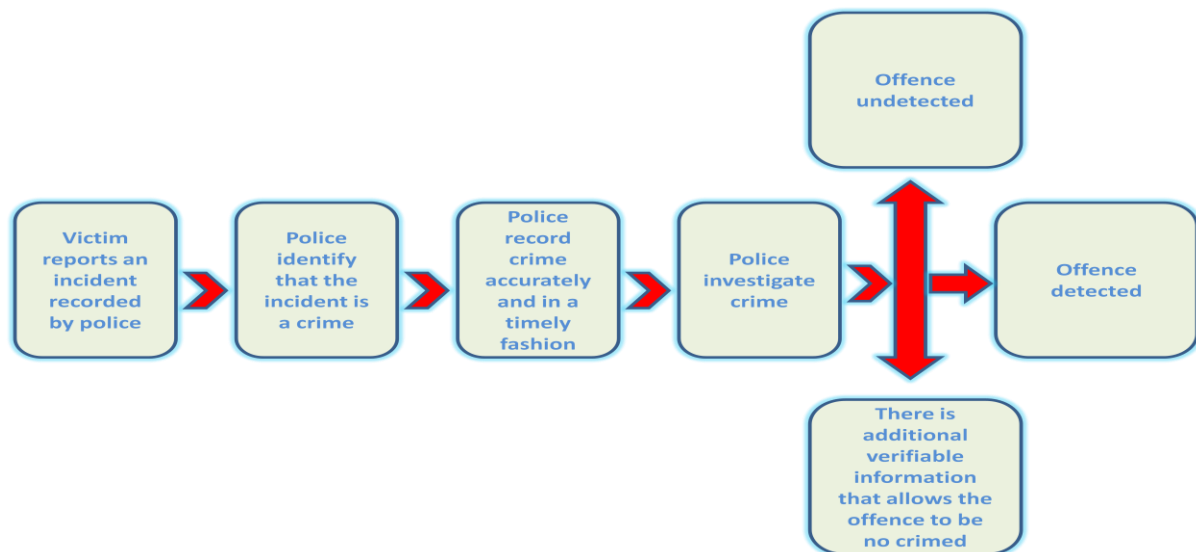 Victim
reports an
incident
recorded
by police
Police
identify
that the
incident is
a crime
Police
record
crime
accurately
and in a
timely
fashion
Police
investigate
crime
Offence
undetected
Offence
detected
There is
additional
verifiable
information
that allows the
offence to be
no crimed